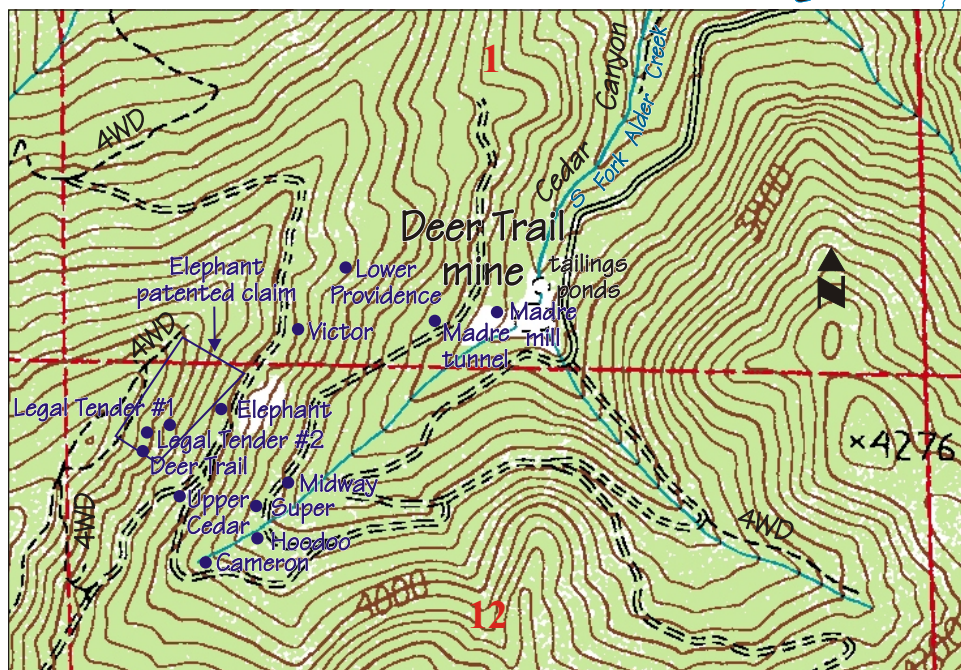 1
Canyon
Cedar
S Fork Alder Creek
4WD
3800
Deer Trail
mine
tailings
ponds
Elephant
patented claim
Lower
Providence
Madre
mill
Madre
tunnel
Victor
4WD
N
Legal Tender #1
Elephant
Legal Tender #2
Deer Trail
×4276
Midway
Upper
Cedar
Super
Hoodoo
Cameron
4WD
4WD
4000
12